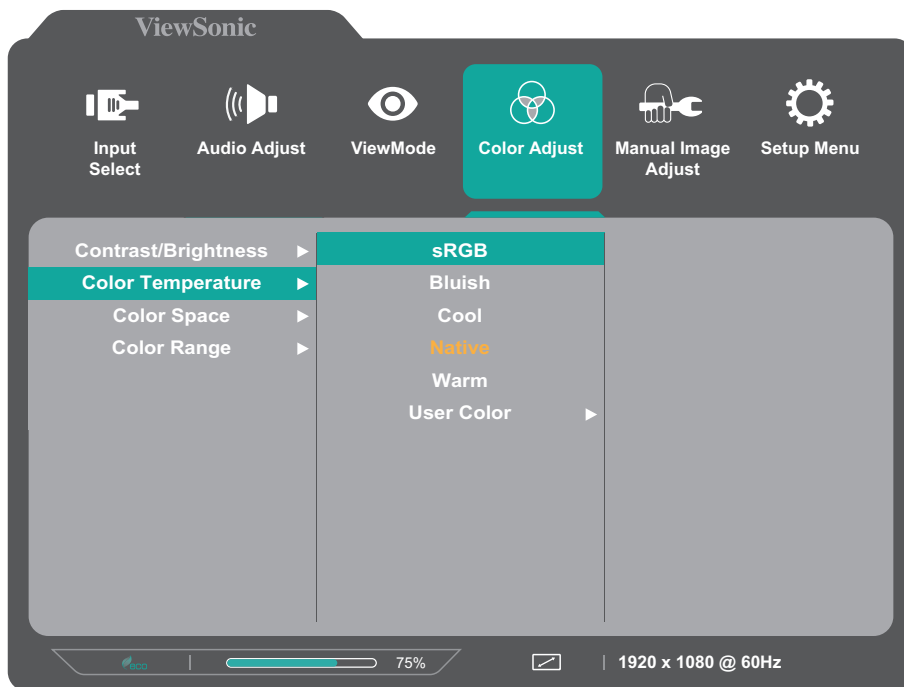 ViewSonic
Input
Select
Audio Adjust
ViewMode
Color Adjust
Manual Image
Adjust
Setup Menu
Contrast/Brightness
Color Temperature
Color Space
Color Range
sRGB
Bluish
Cool
Native
Warm
User Color
eco
75%
1920 x 1080 @ 60Hz